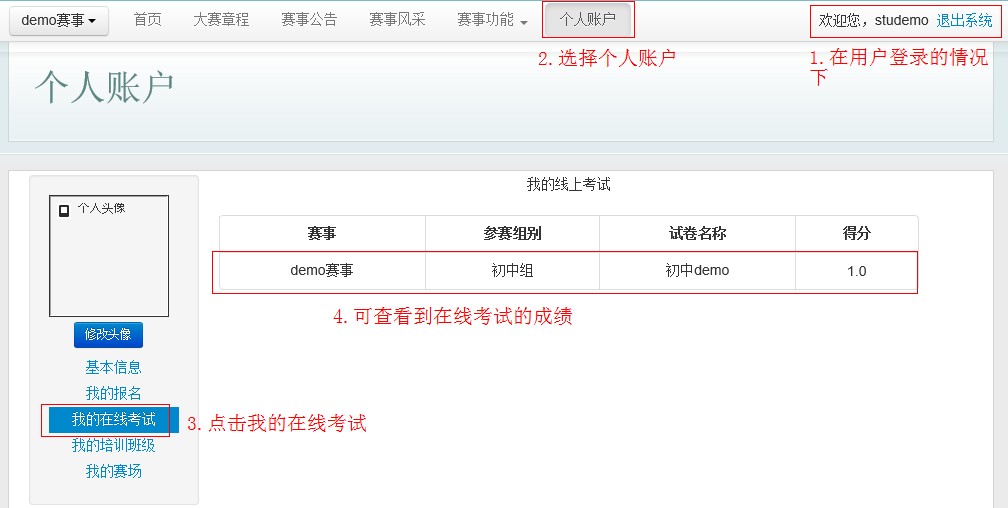 demo赛事 首页 大赛章程 赛事公告 赛事风采 赛事功能 个人账户 欢迎您，studemo 退出系统
2.选择个人账户
1.在用户登录的情况
下
个人账户
我的线上考试
个人头像
赛事 参赛组别 试卷名称 得分
demo赛事 初中组 初中demo 1.0
4.可查看到在线考试的成绩
修改头像
基本信息
我的报名
我的在线考试
3.点击我的在线考试
我的培训班级
我的赛场